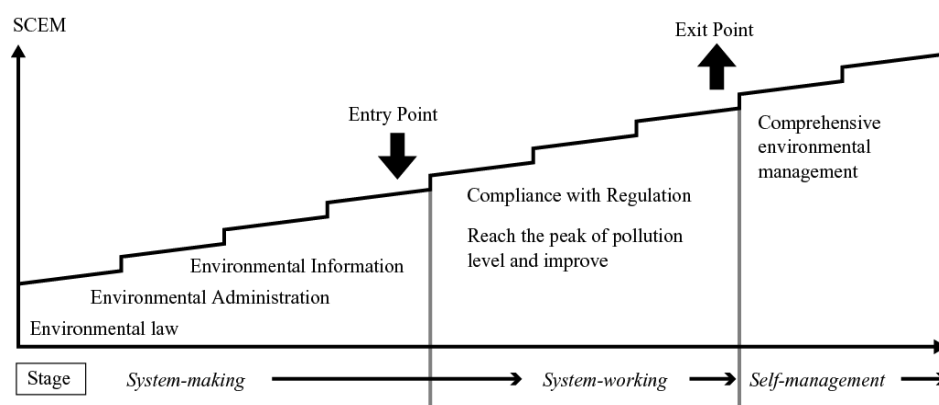 SCEM
Exit Point
Entry Point
Comprehensive
environmental
management
Compliance with Regulation
Reach the peak of pollution
level and improve
Environmental Information
Environmental Administration
Environmental law
Stage System-making System-working Self-management